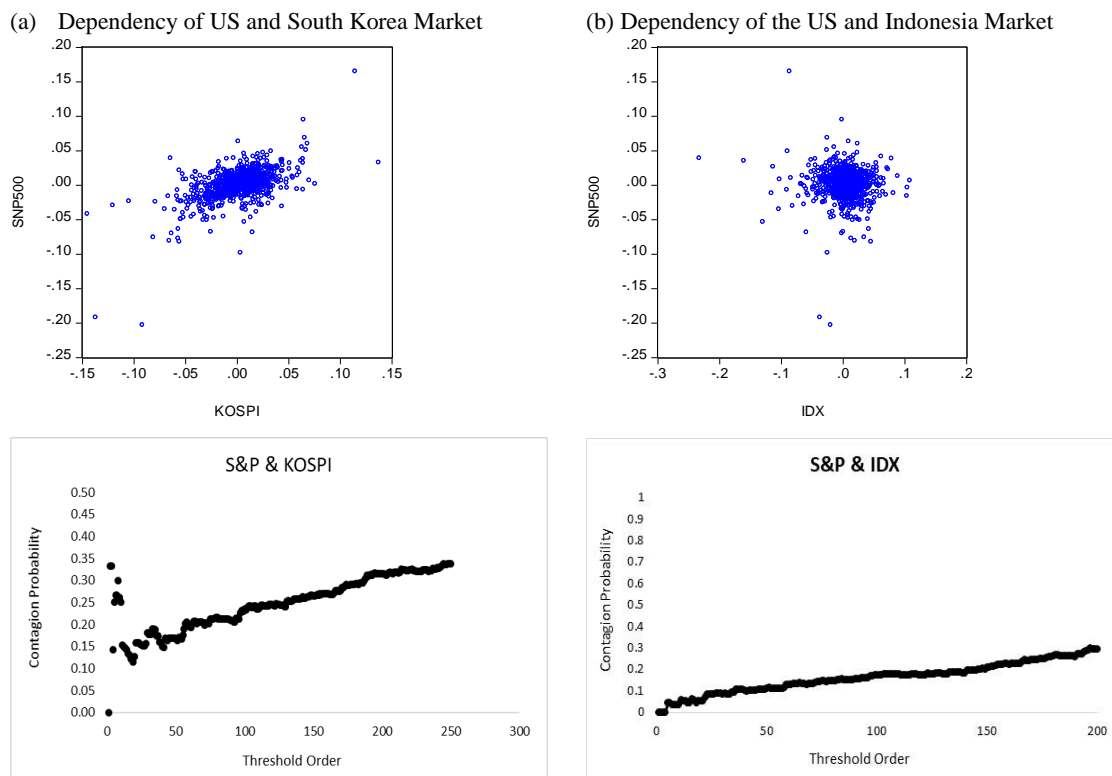 (a) Dependency of US and South Korea Market
.20
.15
.10
.05
.00
-.05
-.10
-.15
-.20
-.25
SNP500
-.15 -.10 -.05 .00 .05 .10 .15
KOSPI
(b) Dependency of the US and Indonesia Market
.20
.15
.10
.05
.00
-.05
-.10
-.15
-.20
-.25
SNP500
-.3 -.2 -.1 .0 .1 .2
IDX
S&P & KOSPI
0.50
0.45
0.40
0.35
0.30
0.25
0.20
0.15
0.10
0.05
0.00
Contagion Probability
0 50 100 150 200 250 300
Threshold Order
S&P & IDX
1
0.9
0.8
0.7
0.6
0.5
0.4
0.3
0.2
0.1
0
Contagion Probability
0 50 100 150 200
Threshold Order